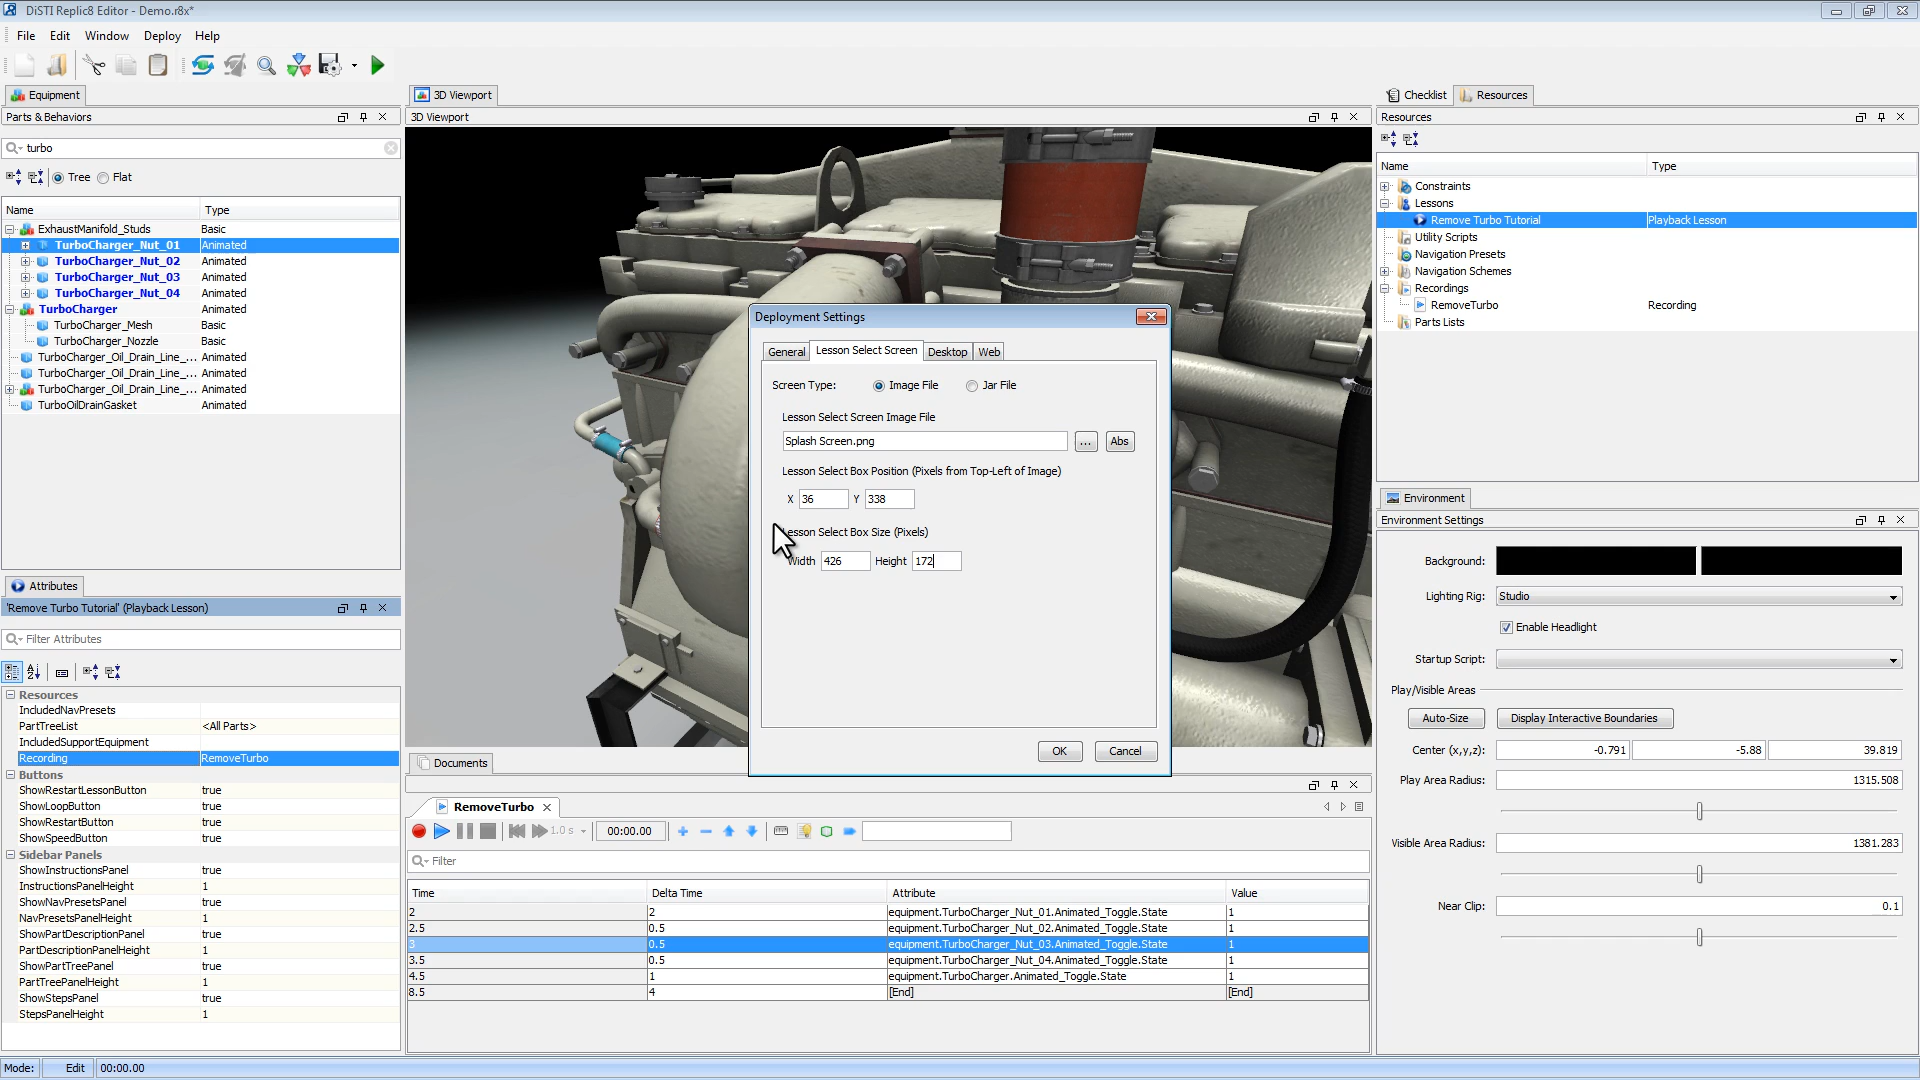 DiSTI Replic8 Editor - Demo.r8x*
File Edit Window Deploy Help
Equipment
Parts & Behaviors
turbo
Tree Flat
Name Type
ExhaustManifold_Studs Basic
TurboCharger_Nut_01 Animated
TurboCharger_Nut_02 Animated
TurboCharger_Nut_03 Animated
TurboCharger_Nut_04 Animated
TurboCharger Animated
TurboCharger_Mesh Basic
TurboCharger_Nozzle Basic
TurboCharger_Oil_Drain_Line_... Animated
TurboCharger_Oil_Drain_Line_... Animated
TurboCharger_Oil_Drain_Line_... Animated
TurboOilDrainGasket Animated
Attributes
'Remove Turbo Tutorial' (Playback Lesson)
Filter Attributes
Resources
IncludedNavPresets
PartTreeList <All Parts>
IncludedSupportEquipment
Recording RemoveTurbo
Buttons
ShowRestartLessonButton true
ShowLoopButton true
ShowRestartButton true
ShowSpeedButton true
Sidebar Panels
ShowInstructionsPanel true
InstructionsPanelHeight 1
ShowNavPresetsPanel true
NavPresetsPanelHeight 1
ShowPartDescriptionPanel true
PartDescriptionPanelHeight 1
ShowPartTreePanel true
PartTreePanelHeight 1
ShowStepsPanel true
StepsPanelHeight 1
Mode: Edit 00:00.00
3D Viewport
3D Viewport
Deployment Settings
General Lesson Select Screen Desktop Web
Screen Type: Image File Jar File
Lesson Select Screen Image File
Splash Screen.png ... Abs
Lesson Select Box Position (Pixels from Top-Left of Image)
X 36 Y 338
Lesson Select Box Size (Pixels)
Width 426 Height 172
OK Cancel
Documents
RemoveTurbo
1.0 s 00:00.00
Filter
Time Delta Time Attribute Value
2 2 equipment.TurboCharger_Nut_01.Animated_Toggle.State 1
2.5 0.5 equipment.TurboCharger_Nut_02.Animated_Toggle.State 1
3 0.5 equipment.TurboCharger_Nut_03.Animated_Toggle.State 1
3.5 0.5 equipment.TurboCharger_Nut_04.Animated_Toggle.State 1
4.5 1 equipment.TurboCharger.Animated_Toggle.State 1
8.5 4 [End] [End]
Checklist Resources
Resources
Name Type
Constraints
Lessons
Remove Turbo Tutorial Playback Lesson
Utility Scripts
Navigation Presets
Navigation Schemes
Recordings
RemoveTurbo Recording
Parts Lists
Environment
Environment Settings
Background:
Lighting Rig: Studio
Enable Headlight
Startup Script:
Play/Visible Areas
Auto-Size Display Interactive Boundaries
Center (x,y,z): -0.791 -5.88 39.819
Play Area Radius: 1315.508
Visible Area Radius: 1381.283
Near Clip: 0.1